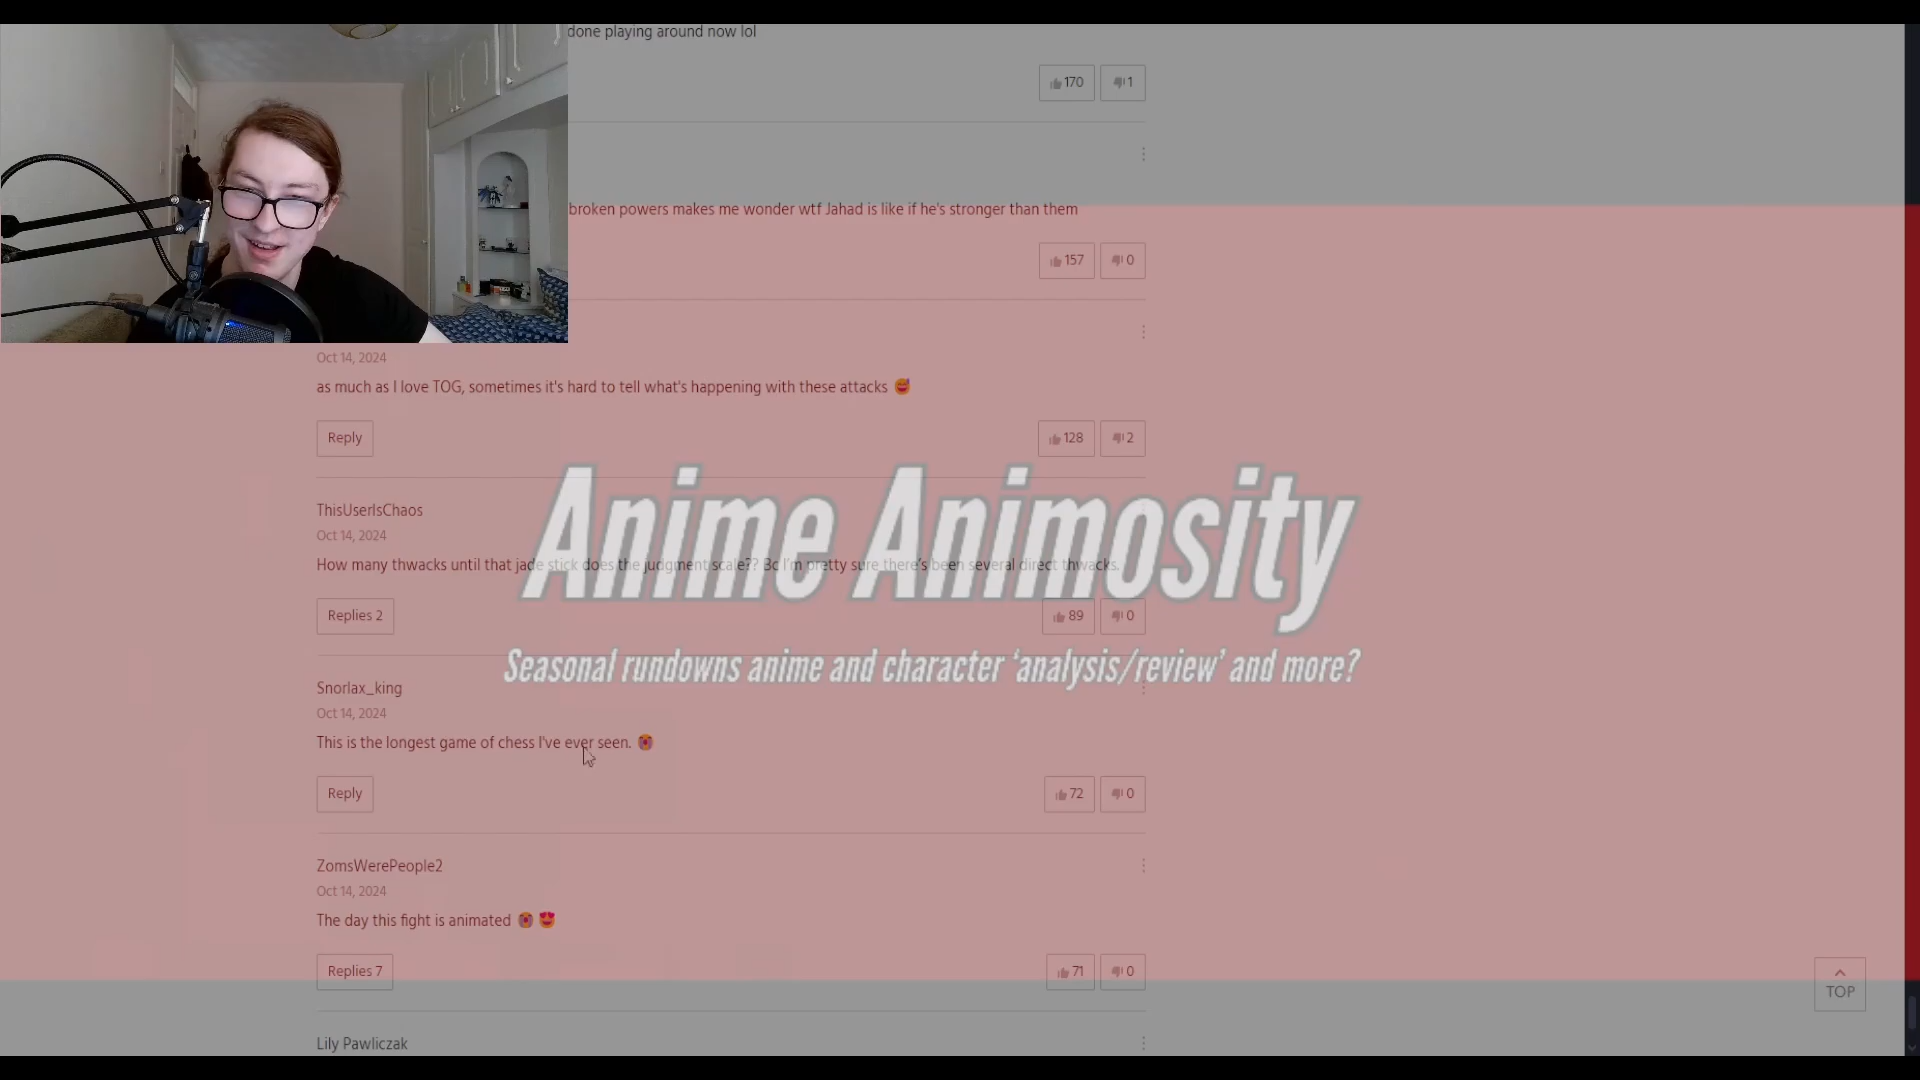 done playing around now lol
170
1
broken powers makes me wonder wtf Jahad is like if he's stronger than them
157
0
Oct 14, 2024
as much as I love TOG, sometimes it's hard to tell what's happening with these attacks 😅
Reply
128
2
ThisUserIsChaos
Oct 14, 2024
How many thwacks until that jade stick does the judgment scale?? Bc I'm pretty sure there's been several direct thwacks.
Replies 2
89
0
Anime Animosity
Seasonal rundowns anime and character 'analysis/review' and more?
Snorlax_king
Oct 14, 2024
This is the longest game of chess I've ever seen. 😭
Reply
72
0
ZomsWerePeople2
Oct 14, 2024
The day this fight is animated 😭 😍
Replies 7
71
0
TOP
Lily Pawliczak